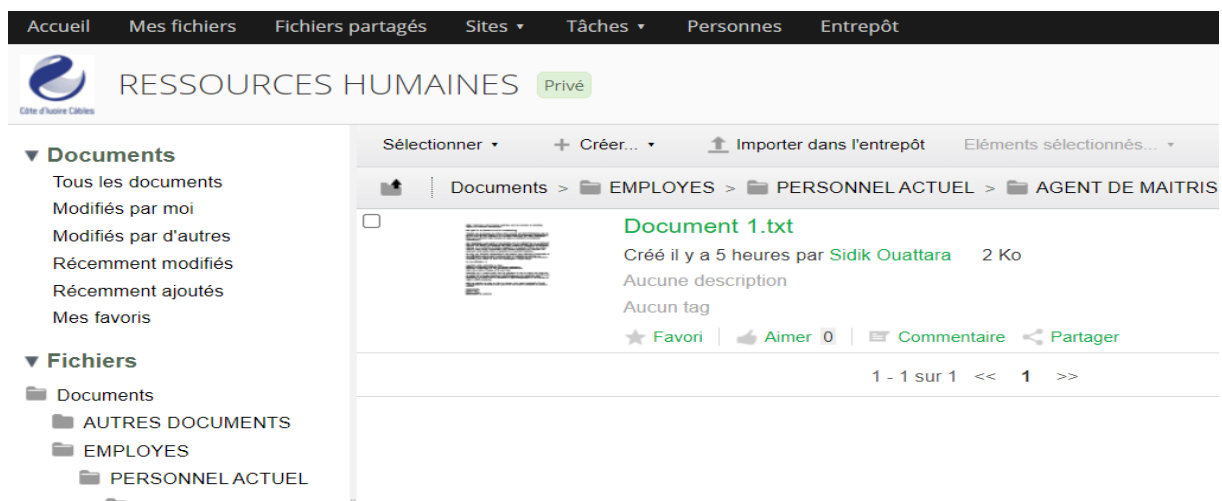 Accueil Mes fichiers Fichiers partagés Sites Tâches Personnes Entrepôt
Côte d'Ivoire Câbles
RESSOURCES HUMAINES Privé
Documents
Tous les documents
Modifiés par moi
Modifiés par d'autres
Récemment modifiés
Récemment ajoutés
Mes favoris
Fichiers
Documents
AUTRES DOCUMENTS
EMPLOYES
PERSONNEL ACTUEL
Sélectionner + Créer... Importer dans l'entrepôt Eléments sélectionnés...
Documents > EMPLOYES > PERSONNEL ACTUEL > AGENT DE MAITRIS
Document 1.txt
Créé il y a 5 heures par Sidik Ouattara 2 Ko
Aucune description
Aucun tag
Favori Aimer 0 Commentaire Partager
1 - 1 sur 1 << 1 >>